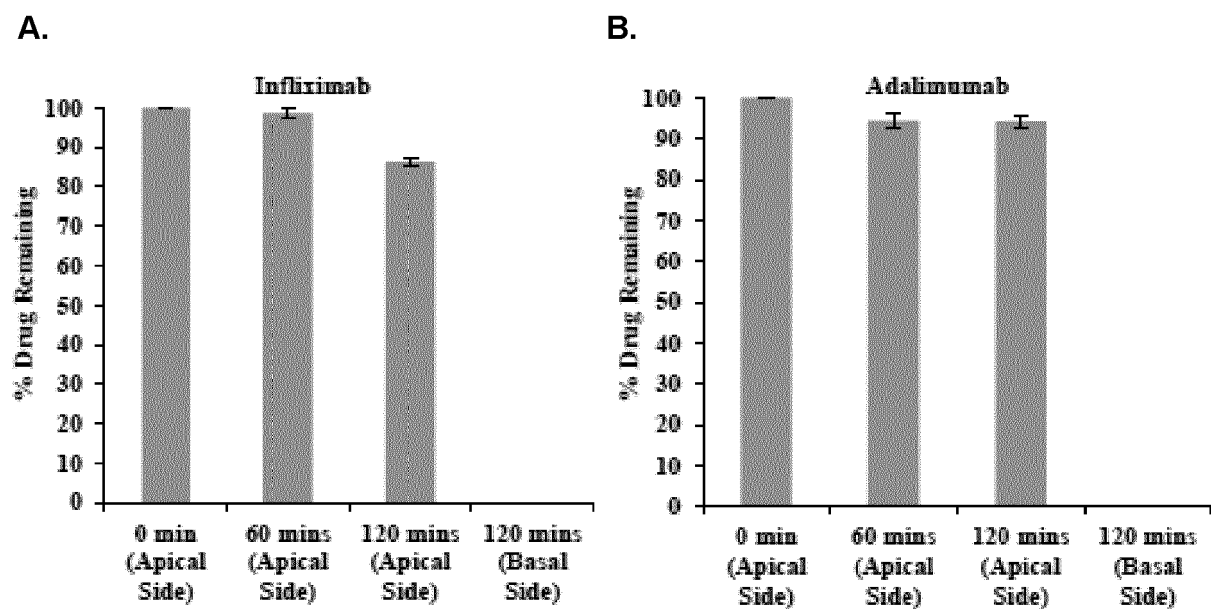 A.
Infliximab
% Drug Remaining
100
90
80
70
60
50
40
30
20
10
0
0 min
(Apical
Side)
60 mins
(Apical
Side)
120 mins
(Apical
Side)
120 mins
(Basal
Side)
B.
Adalimumab
% Drug Remaining
100
90
80
70
60
50
40
30
20
10
0
0 min
(Apical
Side)
60 mins
(Apical
Side)
120 mins
(Apical
Side)
120 mins
(Basal
Side)